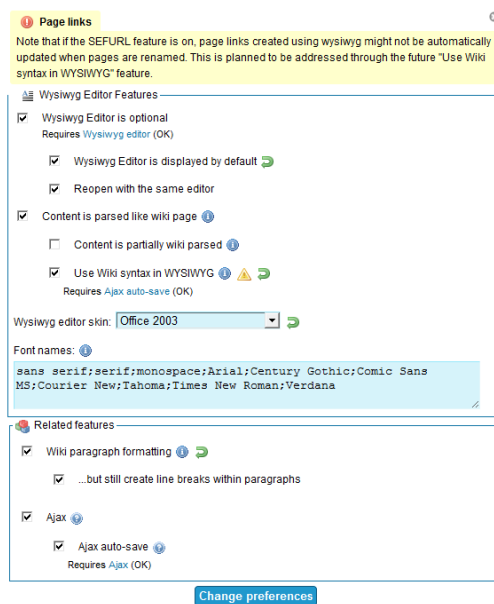 Page links
Note that if the SEFURL feature is on, page links created using wysiwyg might not be automatically
updated when pages are renamed. This is planned to be addressed through the future "Use Wiki
syntax in WYSIWYG" feature.
Wysiwyg Editor Features
Wysiwyg Editor is optional
Requires Wysiwyg editor (OK)
Wysiwyg Editor is displayed by default
Reopen with the same editor
Content is parsed like wiki page
Content is partially wiki parsed
Use Wiki syntax in WYSIWYG
Requires Ajax auto-save (OK)
Wysiwyg editor skin: Office 2003
Font names:
sans serif;serif;monospace;Arial;Century Gothic;Comic Sans
MS;Courier New;Tahoma;Times New Roman;Verdana
Related features
Wiki paragraph formatting
...but still create line breaks within paragraphs
Ajax
Ajax auto-save
Requires Ajax (OK)
Change preferences